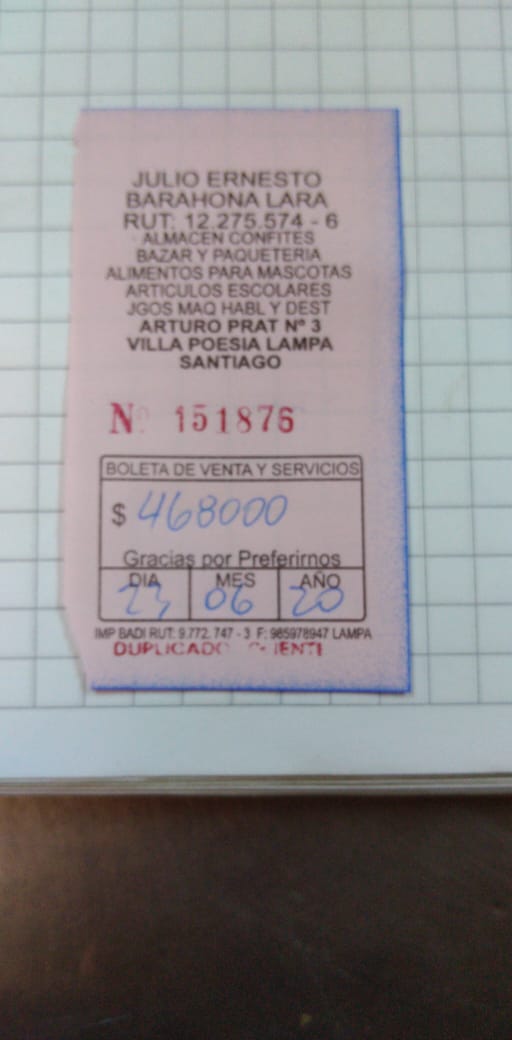 JULIO ERNESTO
BARAHONA LARA
RUT: 12.275.574 - 6
ALMACEN CONFITES
BAZAR Y PAQUETERIA
ALIMENTOS PARA MASCOTAS
ARTICULOS ESCOLARES
JGOS MAQ HABL Y DEST
ARTURO PRAT Nº 3
VILLA POESIA LAMPA
SANTIAGO
Nº 151876
BOLETA DE VENTA Y SERVICIOS
$ 468000
Gracias por Preferirnos
DIA MES AÑO
23 06 20
IMP BADI RUT: 9.772.747 - 3 F: 985978947 LAMPA
DUPLICADO